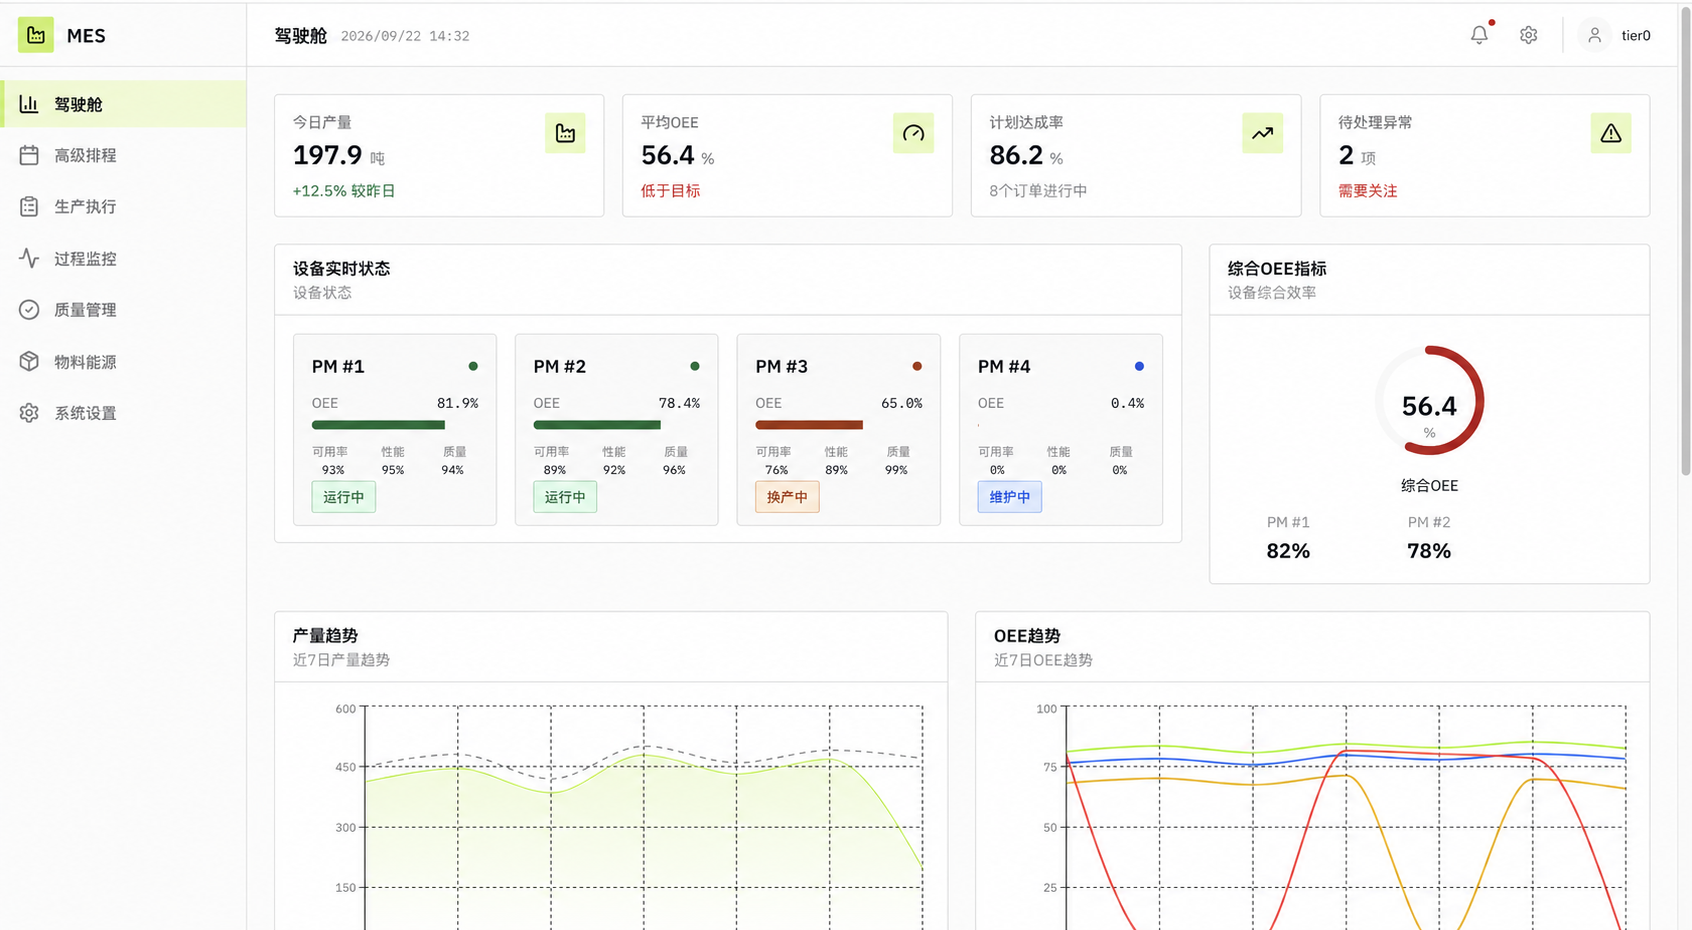 MES
驾驶舱
高级排程
生产执行
过程监控
质量管理
物料能源
系统设置
驾驶舱 2026/09/22 14:32
tier0
今日产量
197.9 吨
+12.5% 较昨日
平均OEE
56.4 %
低于目标
计划达成率
86.2 %
8个订单进行中
待处理异常
2 项
需要关注
设备实时状态
设备状态
PM #1
OEE 81.9%
可用率 性能 质量
93% 95% 94%
运行中
PM #2
OEE 78.4%
可用率 性能 质量
89% 92% 96%
运行中
PM #3
OEE 65.0%
可用率 性能 质量
76% 89% 99%
换产中
PM #4
OEE 0.4%
可用率 性能 质量
0% 0% 0%
维护中
综合OEE指标
设备综合效率
56.4
%
综合OEE
PM #1 PM #2
82% 78%
产量趋势
近7日产量趋势
600
450
300
150
OEE趋势
近7日OEE趋势
100
75
50
25